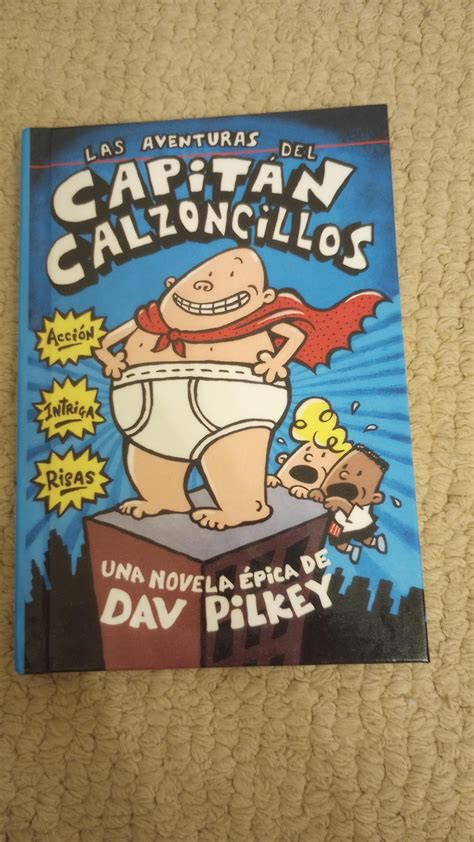 LAS AVENTURAS DEL
CAPITÁN
CALZONCILLOS
ACCIÓN
INTRIGA
RISAS
UNA NOVELA ÉPICA DE
DAV PILKEY